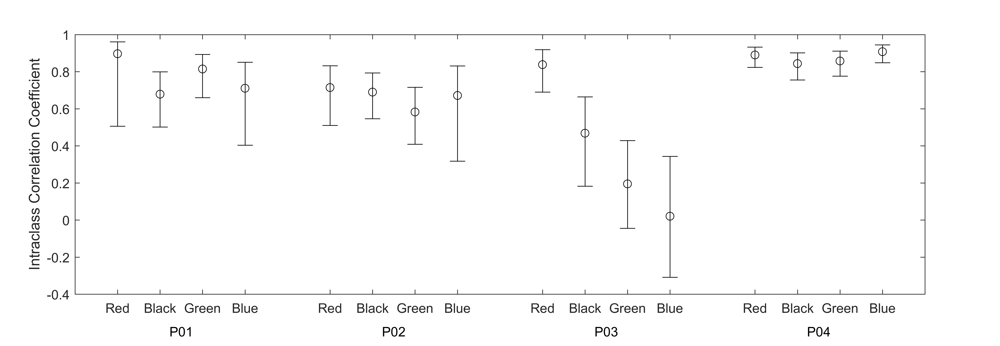 Intraclass Correlation Coefficient
1
0.8
0.6
0.4
0.2
0
-0.2
-0.4
Red Black Green Blue Red Black Green Blue Red Black Green Blue Red Black Green Blue
P01 P02 P03 P04